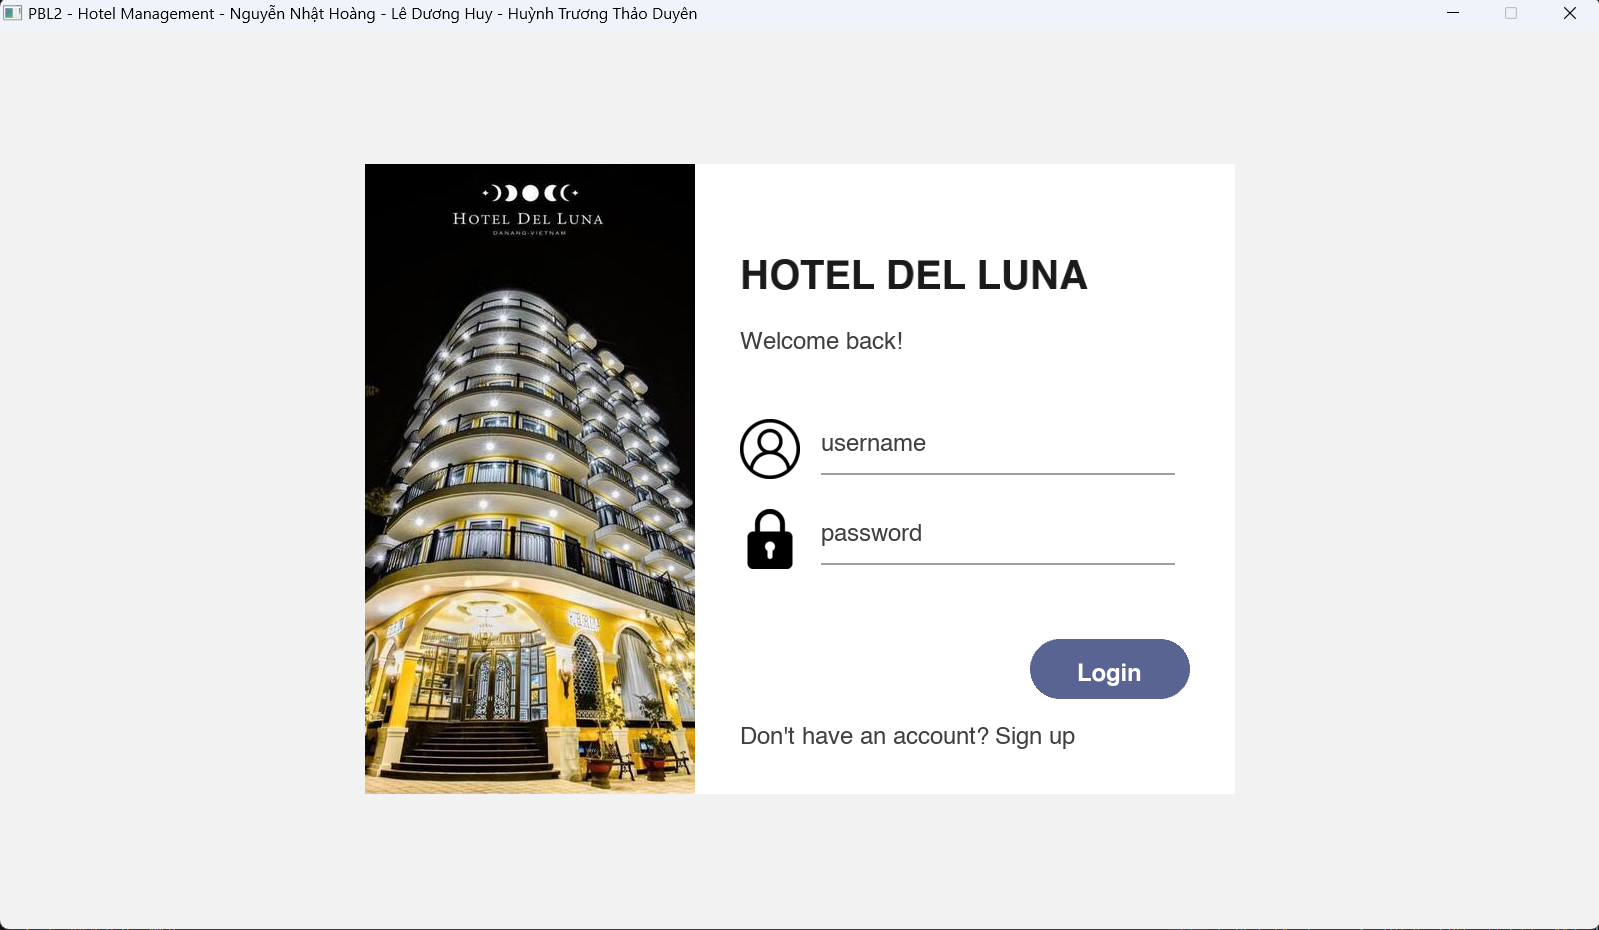 PBL2 - Hotel Management - Nguyễn Nhật Hoàng - Lê Dương Huy - Huỳnh Trương Thảo Duyên
HOTEL DEL LUNA
DANANG-VIETNAM
HOTEL DEL LUNA
Welcome back!
username
password
Login
Don't have an account? Sign up